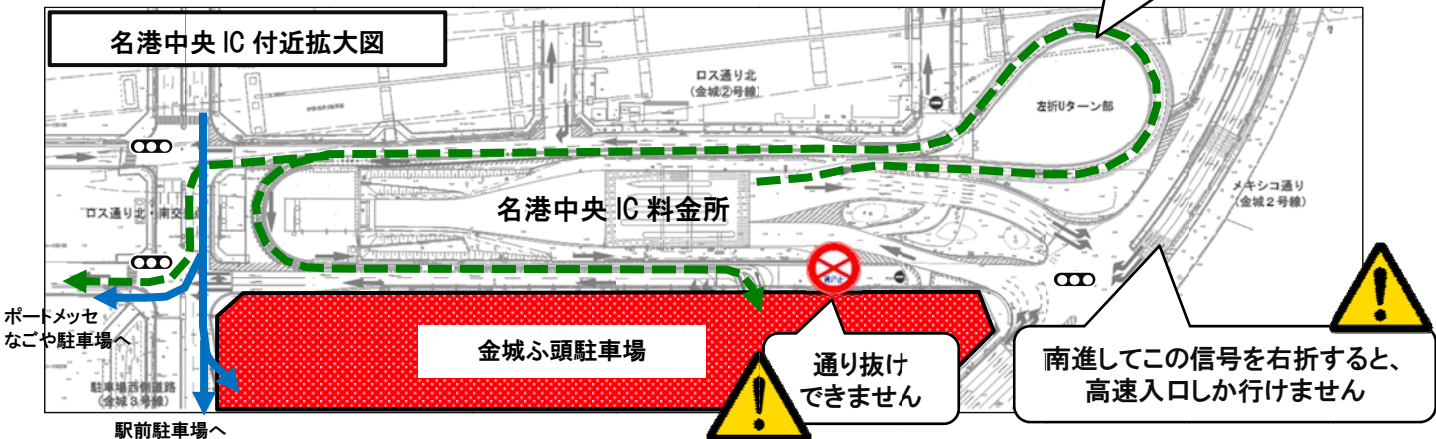 名港中央 IC 付近拡大図
ロス通り北
(金城②号線)
左折Uターン部
メキシコ通り
(金城２号線)
ロス通り北・南交差点
名港中央 IC 料金所
ポートメッセ
なごや駐車場へ
金城ふ頭駐車場
通り抜け
できません
南進してこの信号を右折すると、
高速入口しか行けません
駐車場西側道路
(金城３号線)
駅前駐車場へ